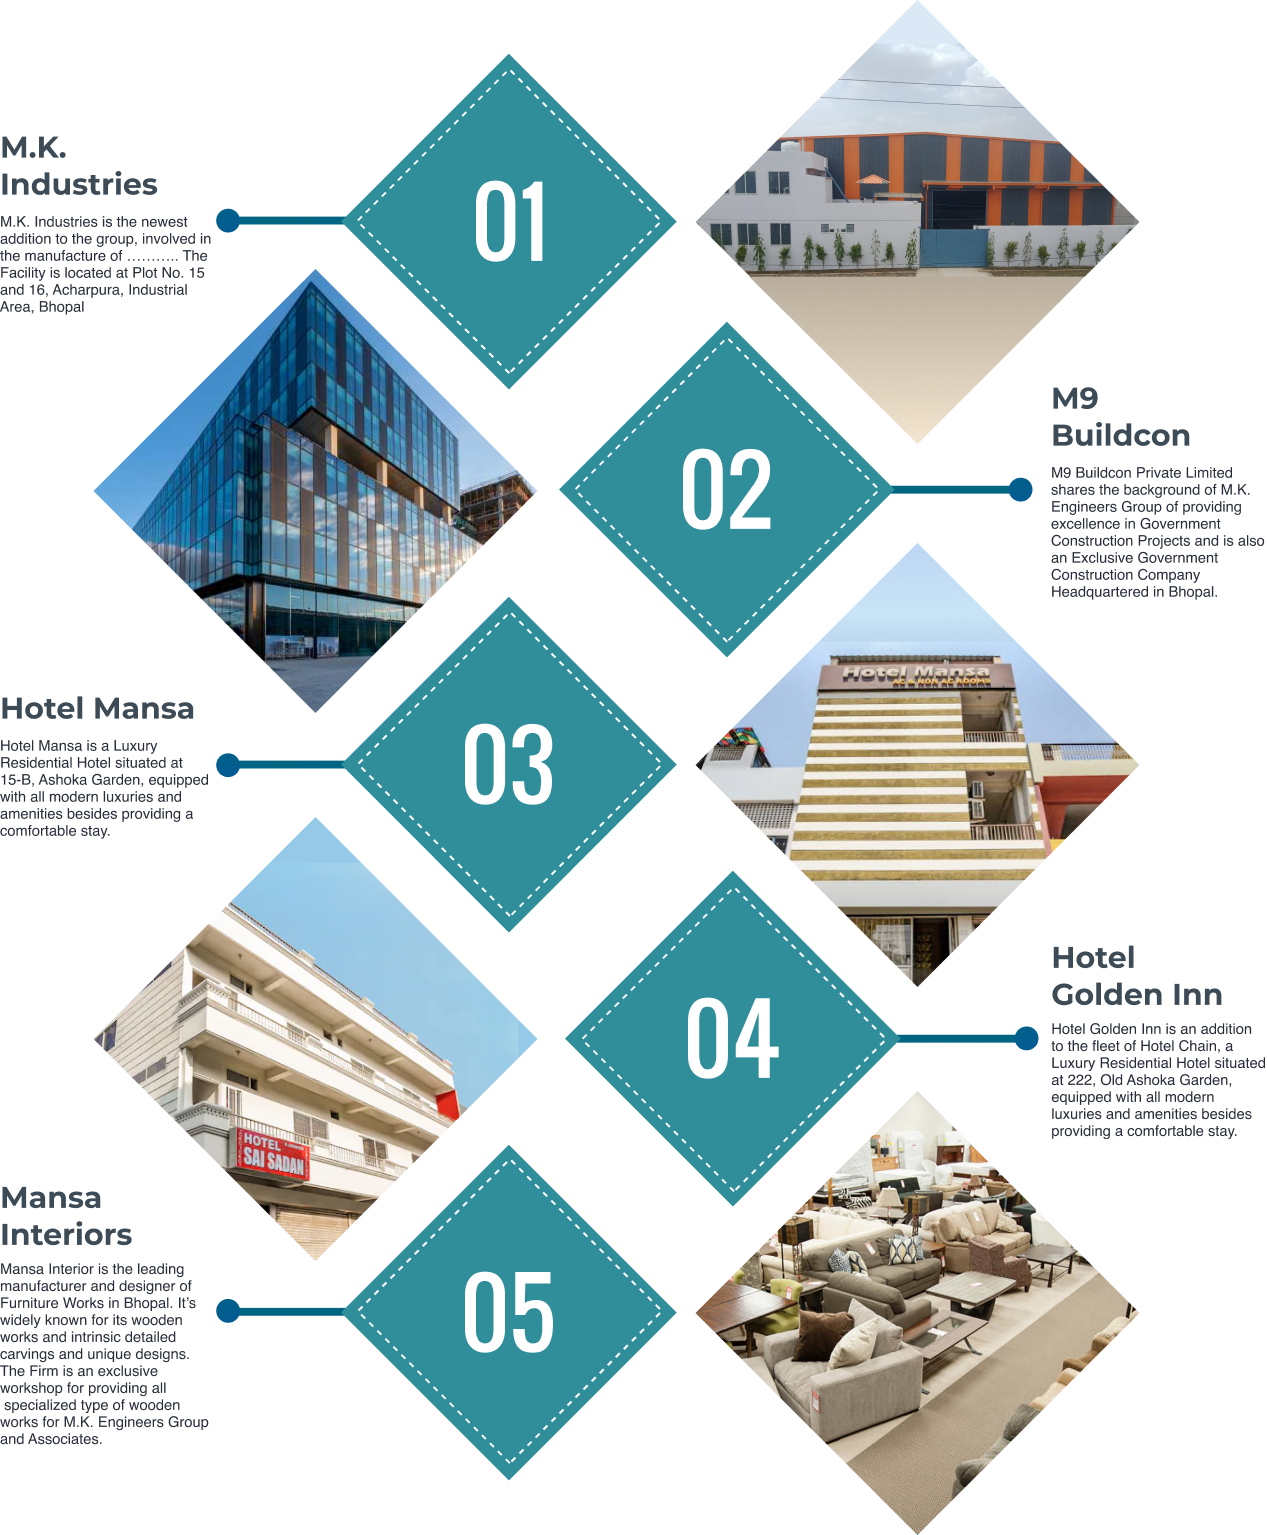 M.K.
Industries
M.K. Industries is the newest
addition to the group, involved in
the manufacture of ……….. The
Facility is located at Plot No. 15
and 16, Acharpura, Industrial
Area, Bhopal
01
M9
Buildcon
M9 Buildcon Private Limited
shares the background of M.K.
Engineers Group of providing
excellence in Government
Construction Projects and is also
an Exclusive Government
Construction Company
Headquartered in Bhopal.
02
Hotel Mansa
Hotel Mansa is a Luxury
Residential Hotel situated at
15-B, Ashoka Garden, equipped
with all modern luxuries and
amenities besides providing a
comfortable stay.
03
Hotel Mansa
AC & NON AC ROOMS
Hotel
Golden Inn
Hotel Golden Inn is an addition
to the fleet of Hotel Chain, a
Luxury Residential Hotel situated
at 222, Old Ashoka Garden,
equipped with all modern
luxuries and amenities besides
providing a comfortable stay.
04
HOTEL
SAI SADAN
Mansa
Interiors
Mansa Interior is the leading
manufacturer and designer of
Furniture Works in Bhopal. It’s
widely known for its wooden
works and intrinsic detailed
carvings and unique designs.
The Firm is an exclusive
workshop for providing all
specialized type of wooden
works for M.K. Engineers Group
and Associates.
05